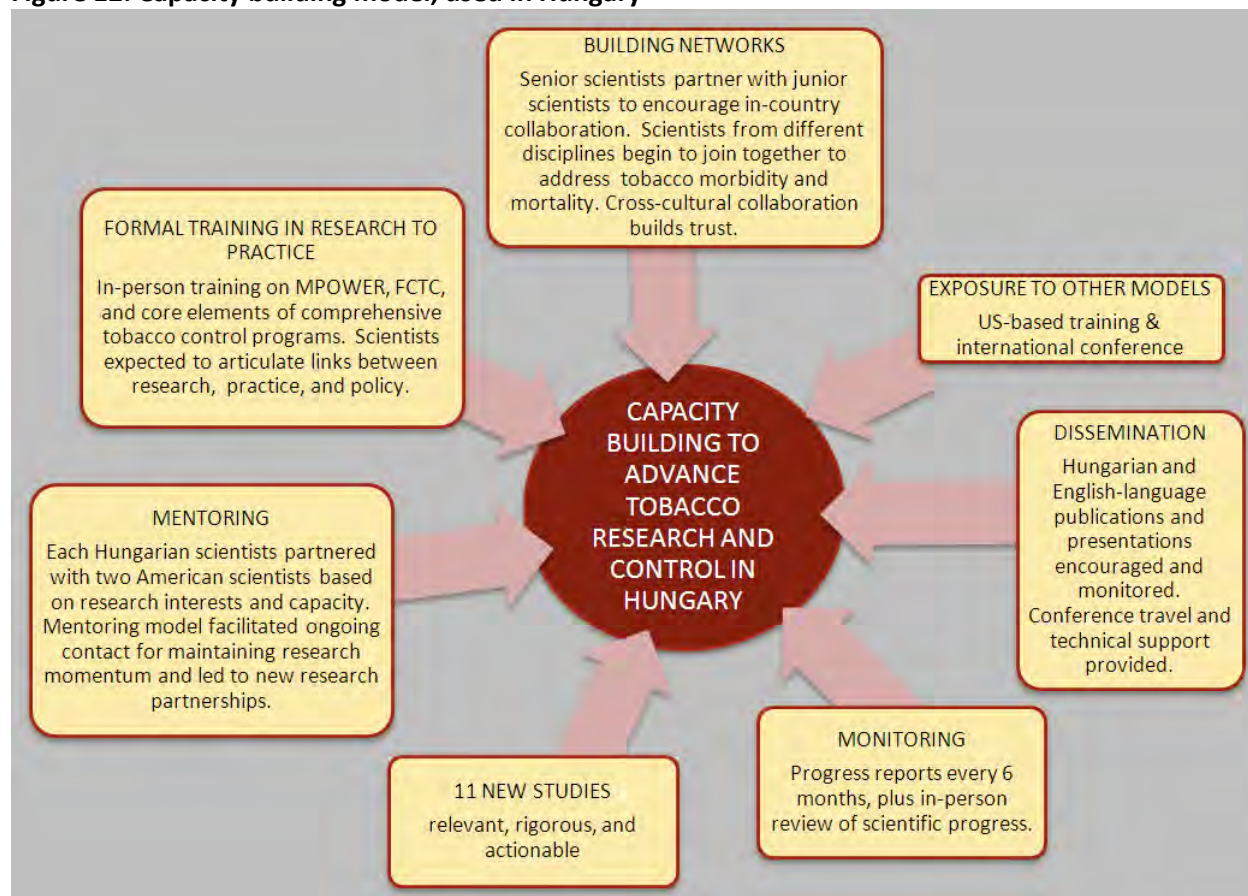 Figure
Capacity building model, used in Hungary
BUILDING NETWORKS
Senior scientists partner with junior
scientists to encourage in-country
collaboration. Scientists from different
disciplines begin to join together to
address tobacco morbidity and
mortality. Cross-cultural collaboration
builds trust.
FORMAL TRAINING IN RESEARCH TO
PRACTICE
In-person training on MPOWER, FCTC,
and core elements of comprehensive
tobacco control programs. Scientists
expected to articulate links between
research, practice, and policy.
EXPOSURE TO OTHER MODELS
US-based training &
international conference
CAPACITY
BUILDING TO
ADVANCE
TOBACCO
RESEARCH AND
CONTROL IN
HUNGARY
DISSEMINATION
Hungarian and
English-language
publications and
presentations
encouraged and
monitored.
Conference travel and
technical support
provided.
MENTORING
Each Hungarian scientists partnered
with two American scientists based
on research interests and capacity.
Mentoring model facilitated ongoing
contact for maintaining research
momentum and led to new research
partnerships.
11 NEW STUDIES
relevant, rigorous, and
actionable
MONITORING
Progress reports every 6
months, plus in-person
review of scientific progress.